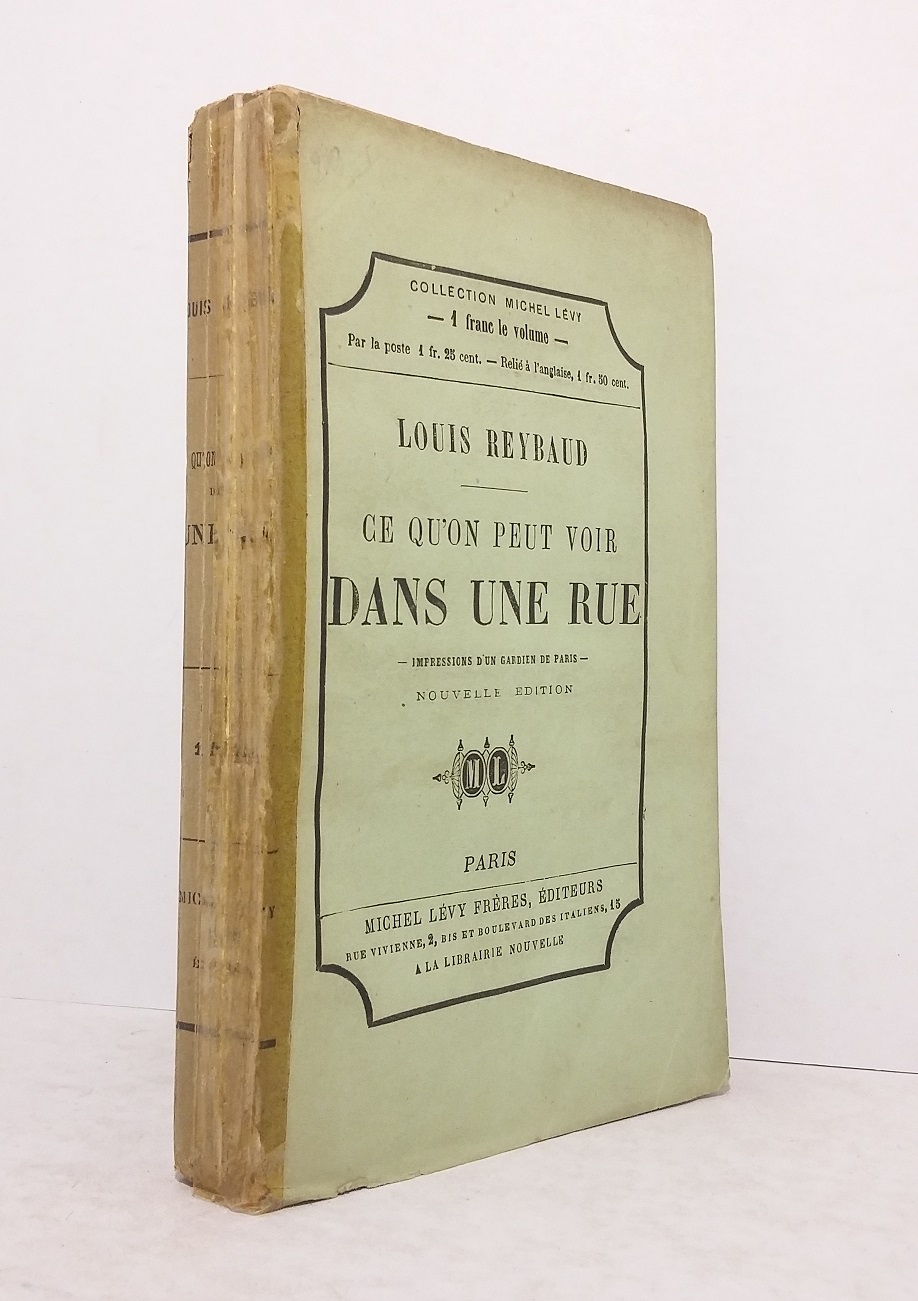 COLLECTION MICHEL LÉVY
— 1 franc le volume —
Par la poste 1 fr. 25 cent. — Relié à l'anglaise, 1 fr. 50 cent.
LOUIS REYBAUD
CE QU'ON PEUT VOIR
DANS UNE RUE
— IMPRESSIONS D'UN GARDIEN DE PARIS —
NOUVELLE EDITION
ML
PARIS
MICHEL LÉVY FRÈRES, ÉDITEURS
RUE VIVIENNE, 2, BIS ET BOULEVARD DES ITALIENS, 15
A LA LIBRAIRIE NOUVELLE
QU'ON